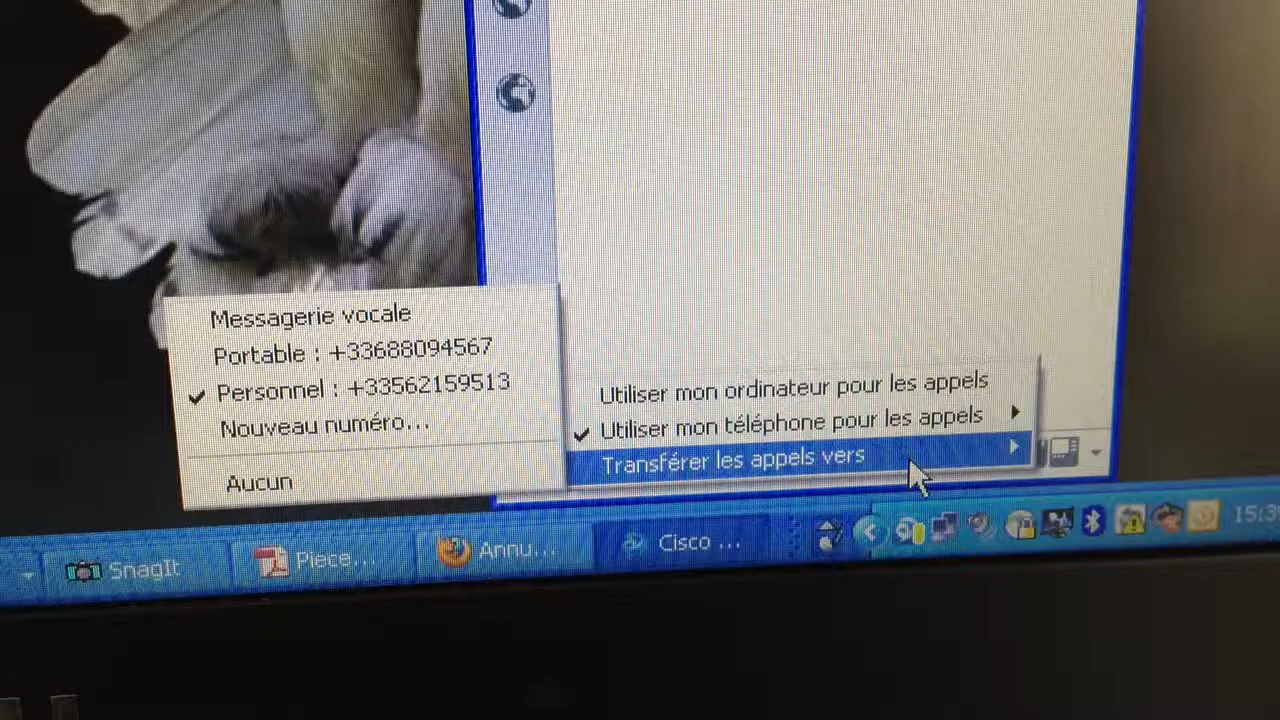 Messagerie vocale
Portable : +33688094567
Personnel : +33562159513
Nouveau numéro...
Aucun
Utiliser mon ordinateur pour les appels
Utiliser mon téléphone pour les appels
Transférer les appels vers
SnagIt
Piece...
Annu...
Cisco ...